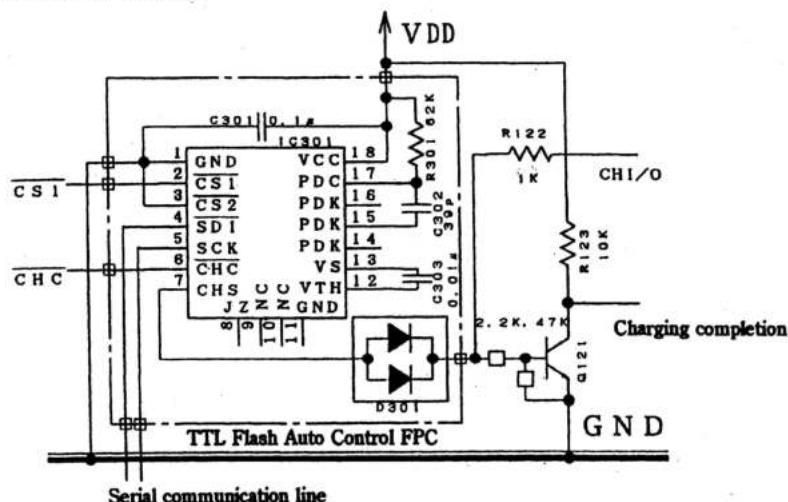 VDD
C301 0.1μ
R301 62K
IC301
1 GND VCC 18
2 CS1 PDC 17
3 CS2 PDK 16
4 SDI PDK 15
5 SCK PDK 14
6 CHC VS 13
7 CHS VTH 12
J Z NC NC GND
8 9 10 11
CS1
CHC
C302 39P
C303 0.01μ
R122
1K
CHI/O
R123 10K
2.2K.47K
Q121
Charging completion
D301
GND
TTL Flash Auto Control FPC
Serial communication line